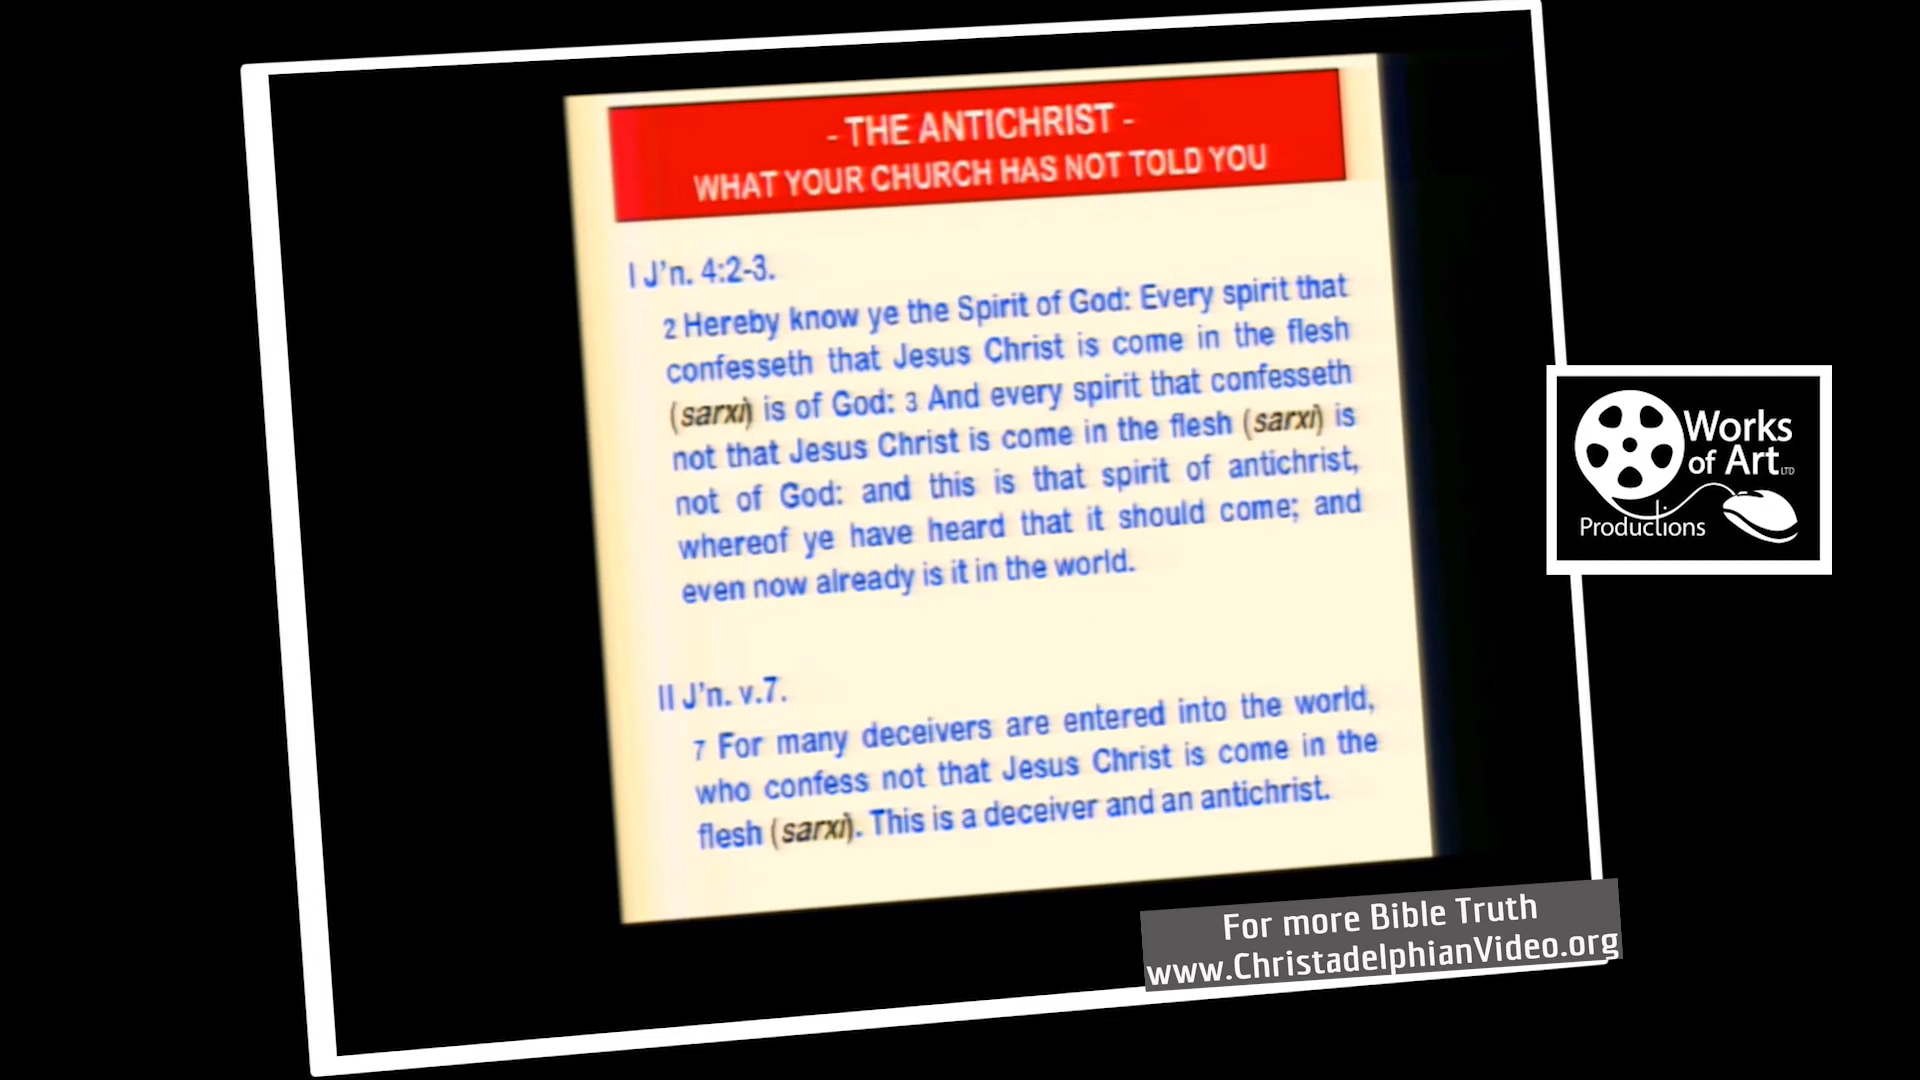 - THE ANTICHRIST -
WHAT YOUR CHURCH HAS NOT TOLD YOU
I J'n. 4:2-3.
2 Hereby know ye the Spirit of God: Every spirit that
confesseth that Jesus Christ is come in the flesh
(sarxi) is of God: 3 And every spirit that confesseth
not that Jesus Christ is come in the flesh (sarxi) is
not of God: and this is that spirit of antichrist,
whereof ye have heard that it should come; and
even now already is it in the world.
II J'n. v.7.
7 For many deceivers are entered into the world,
who confess not that Jesus Christ is come in the
flesh (sarxi). This is a deceiver and an antichrist.
Works
of Art LTD
Productions
For more Bible Truth
www.ChristadelphianVideo.org